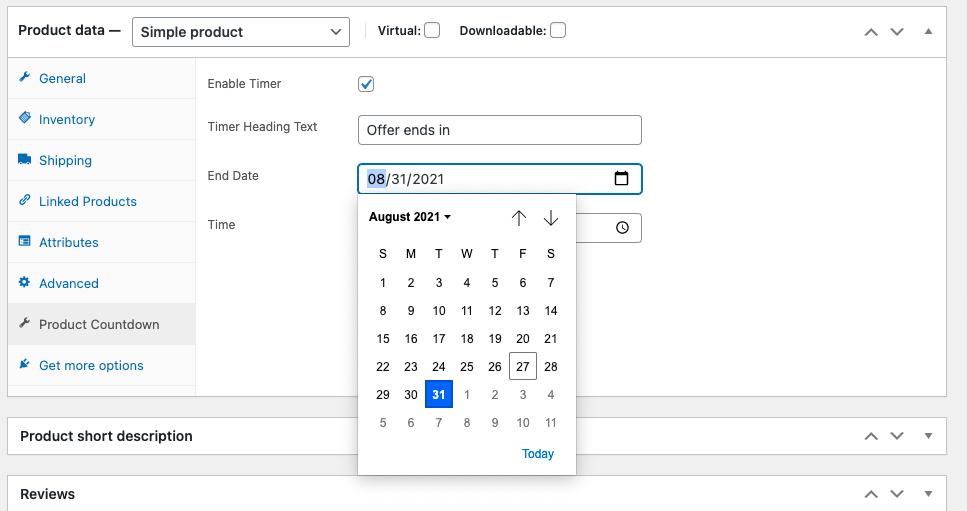 Product data —
Simple product
Virtual:
Downloadable:
General
Inventory
Shipping
Linked Products
Attributes
Advanced
Product Countdown
Get more options
Enable Timer
Timer Heading Text
Offer ends in
End Date
08/31/2021
Time
August 2021
S M T W T F S
1 2 3 4 5 6 7
8 9 10 11 12 13 14
15 16 17 18 19 20 21
22 23 24 25 26 27 28
29 30 31 1 2 3 4
5 6 7 8 9 10 11
Today
Product short description
Reviews